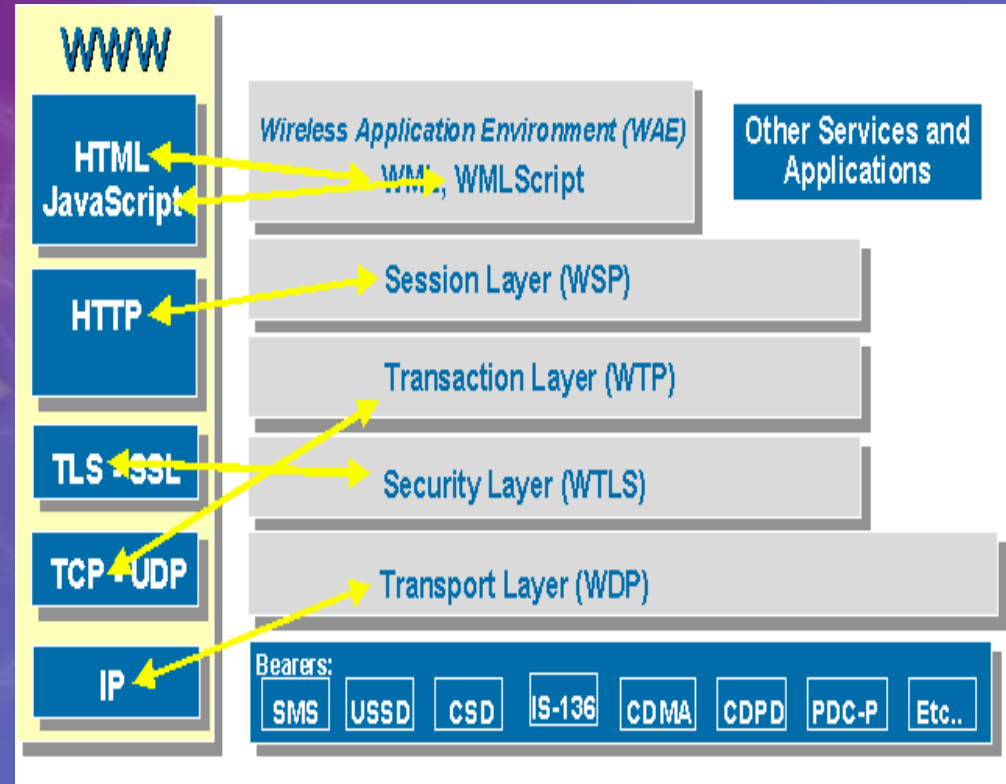 WWW
HTML
JavaScript
HTTP
TLS - SSL
TCP - UDP
IP
Wireless Application Environment (WAE)
WML, WMLScript
Other Services and
Applications
Session Layer (WSP)
Transaction Layer (WTP)
Security Layer (WTLS)
Transport Layer (WDP)
Bearers:
SMS USSD CSD IS-136 CDMA CDPD PDC-P Etc..